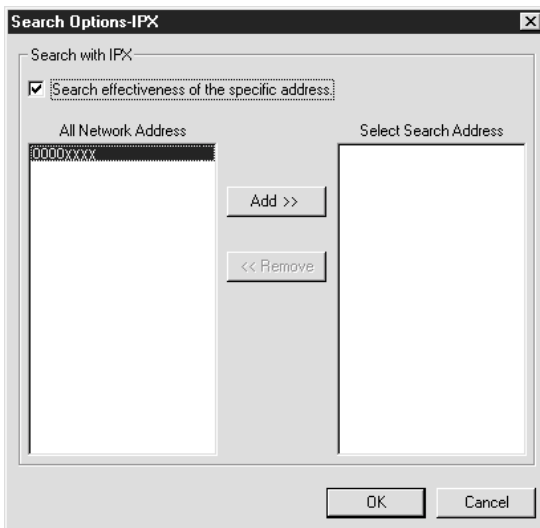 Search Options-IPX
Search with IPX
Search effectiveness of the specific address.
All Network Address
Select Search Address
0000xxxx
Add >>
<< Remove
OK
Cancel